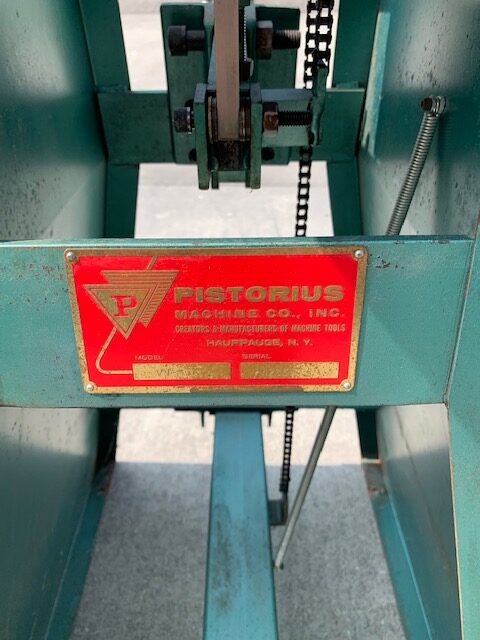 P
PISTORIUS
MACHINE CO., INC.
CREATORS & MANUFACTURERS OF MACHINE TOOLS
HAUPPAUGE, N. Y.
MODEL SERIAL